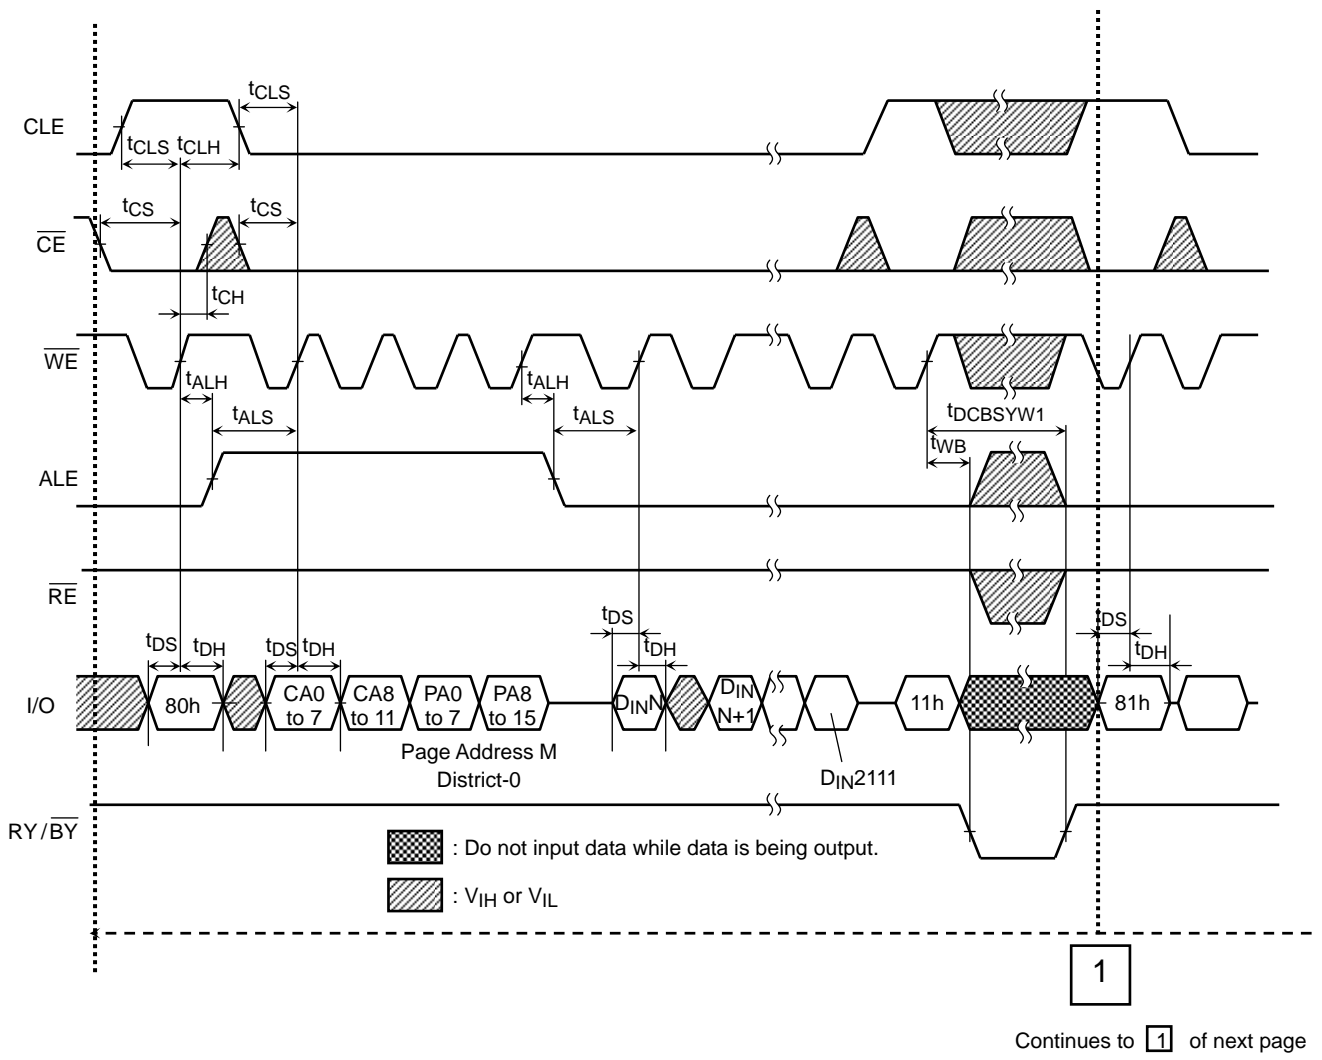 CLE
tCLS
tCLS
tCLH
CE
tCS
tCS
tCH
WE
tALH
tALS
tALH
tALS
tDCBSYW1
tWB
ALE
RE
tDS
tDH
tDS
tDH
tDS
tDH
tDS
tDH
I/O
80h
CA0
to 7
CA8
to 11
PA0
to 7
PA8
to 15
DINN
DIN
N+1
11h
81h
Page Address M
District-0
DIN2111
RY/BY
: Do not input data while data is being output.
: VIH or VIL
1
Continues to 1 of next page